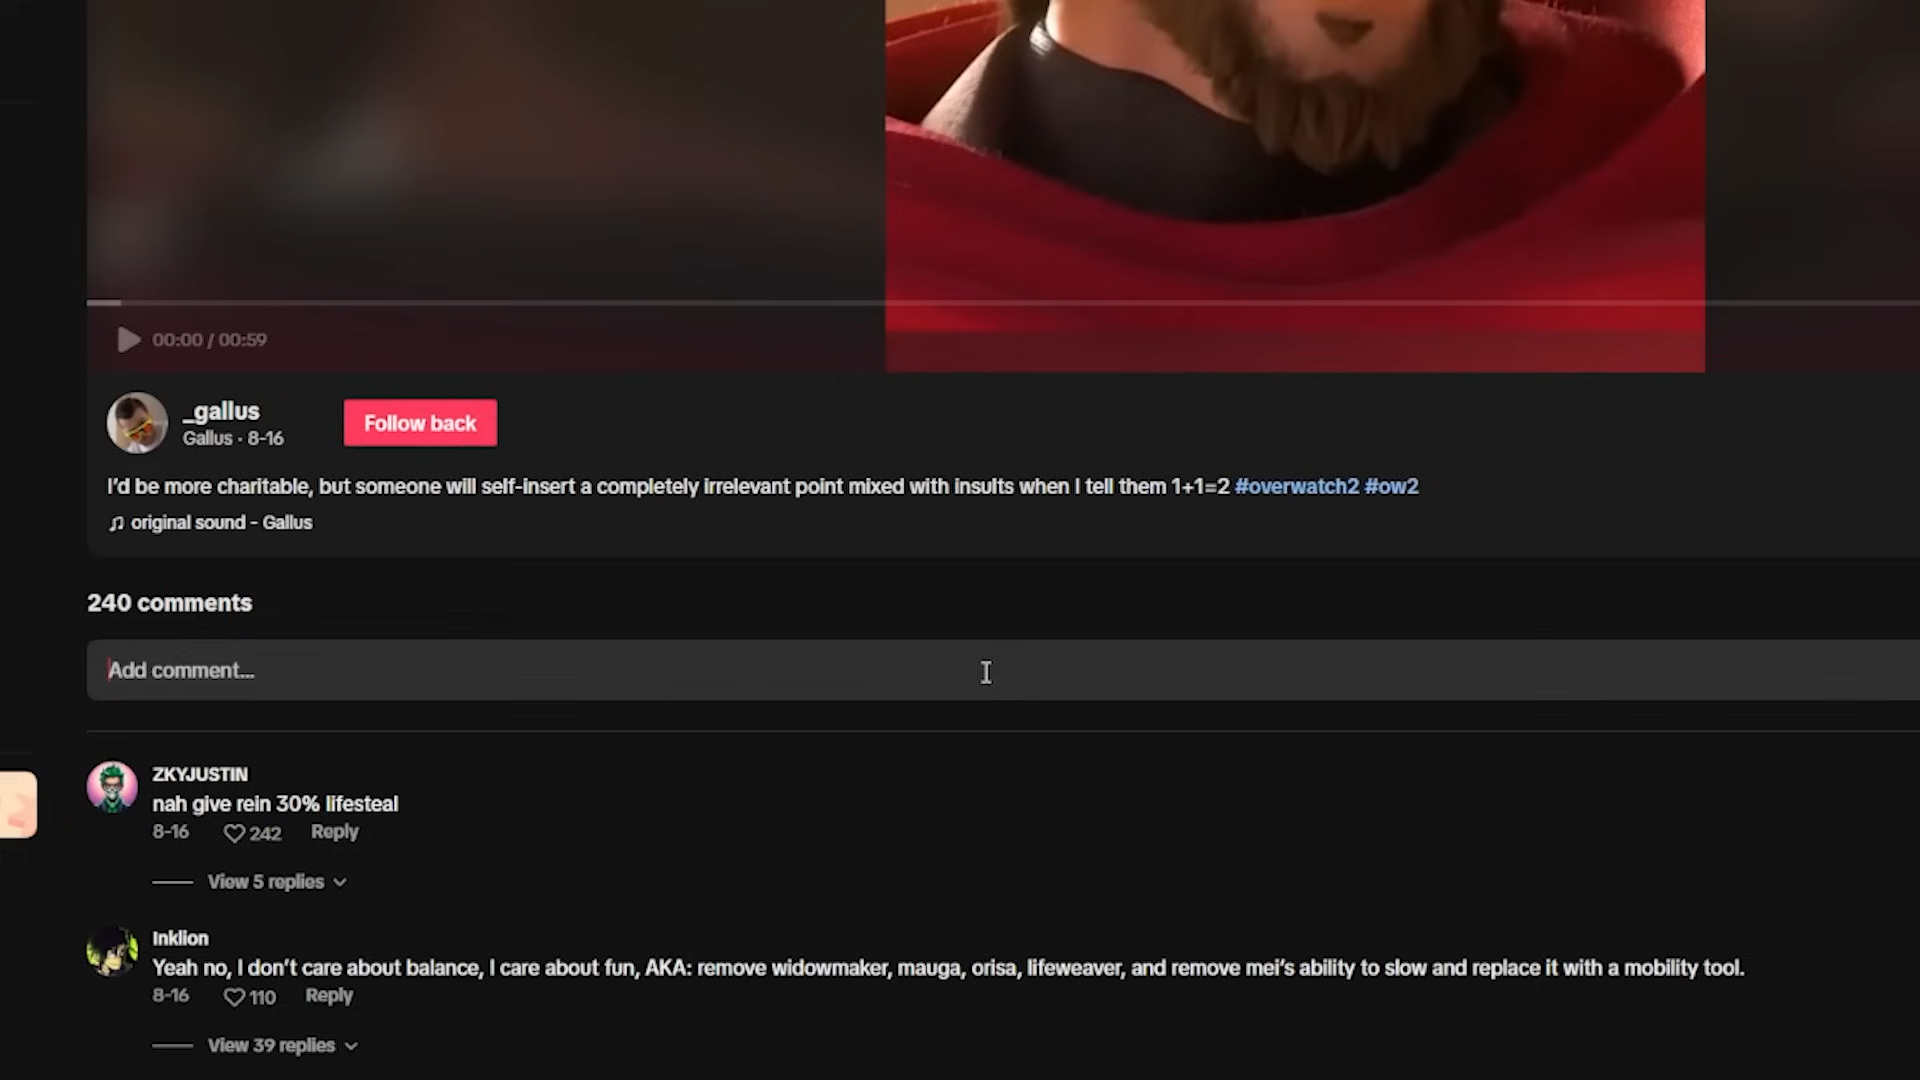 00:00 / 00:59
_gallus
Gallus · 8-16
Follow back
I'd be more charitable, but someone will self-insert a completely irrelevant point mixed with insults when I tell them 1+1=2 #overwatch2 #ow2
original sound - Gallus
240 comments
Add comment...
ZKYJUSTIN
nah give rein 30% lifesteal
8-16 242 Reply
View 5 replies
Inklion
Yeah no, I don't care about balance, I care about fun, AKA: remove widowmaker, mauga, orisa, lifeweaver, and remove mei's ability to slow and replace it with a mobility tool.
8-16 110 Reply
View 39 replies